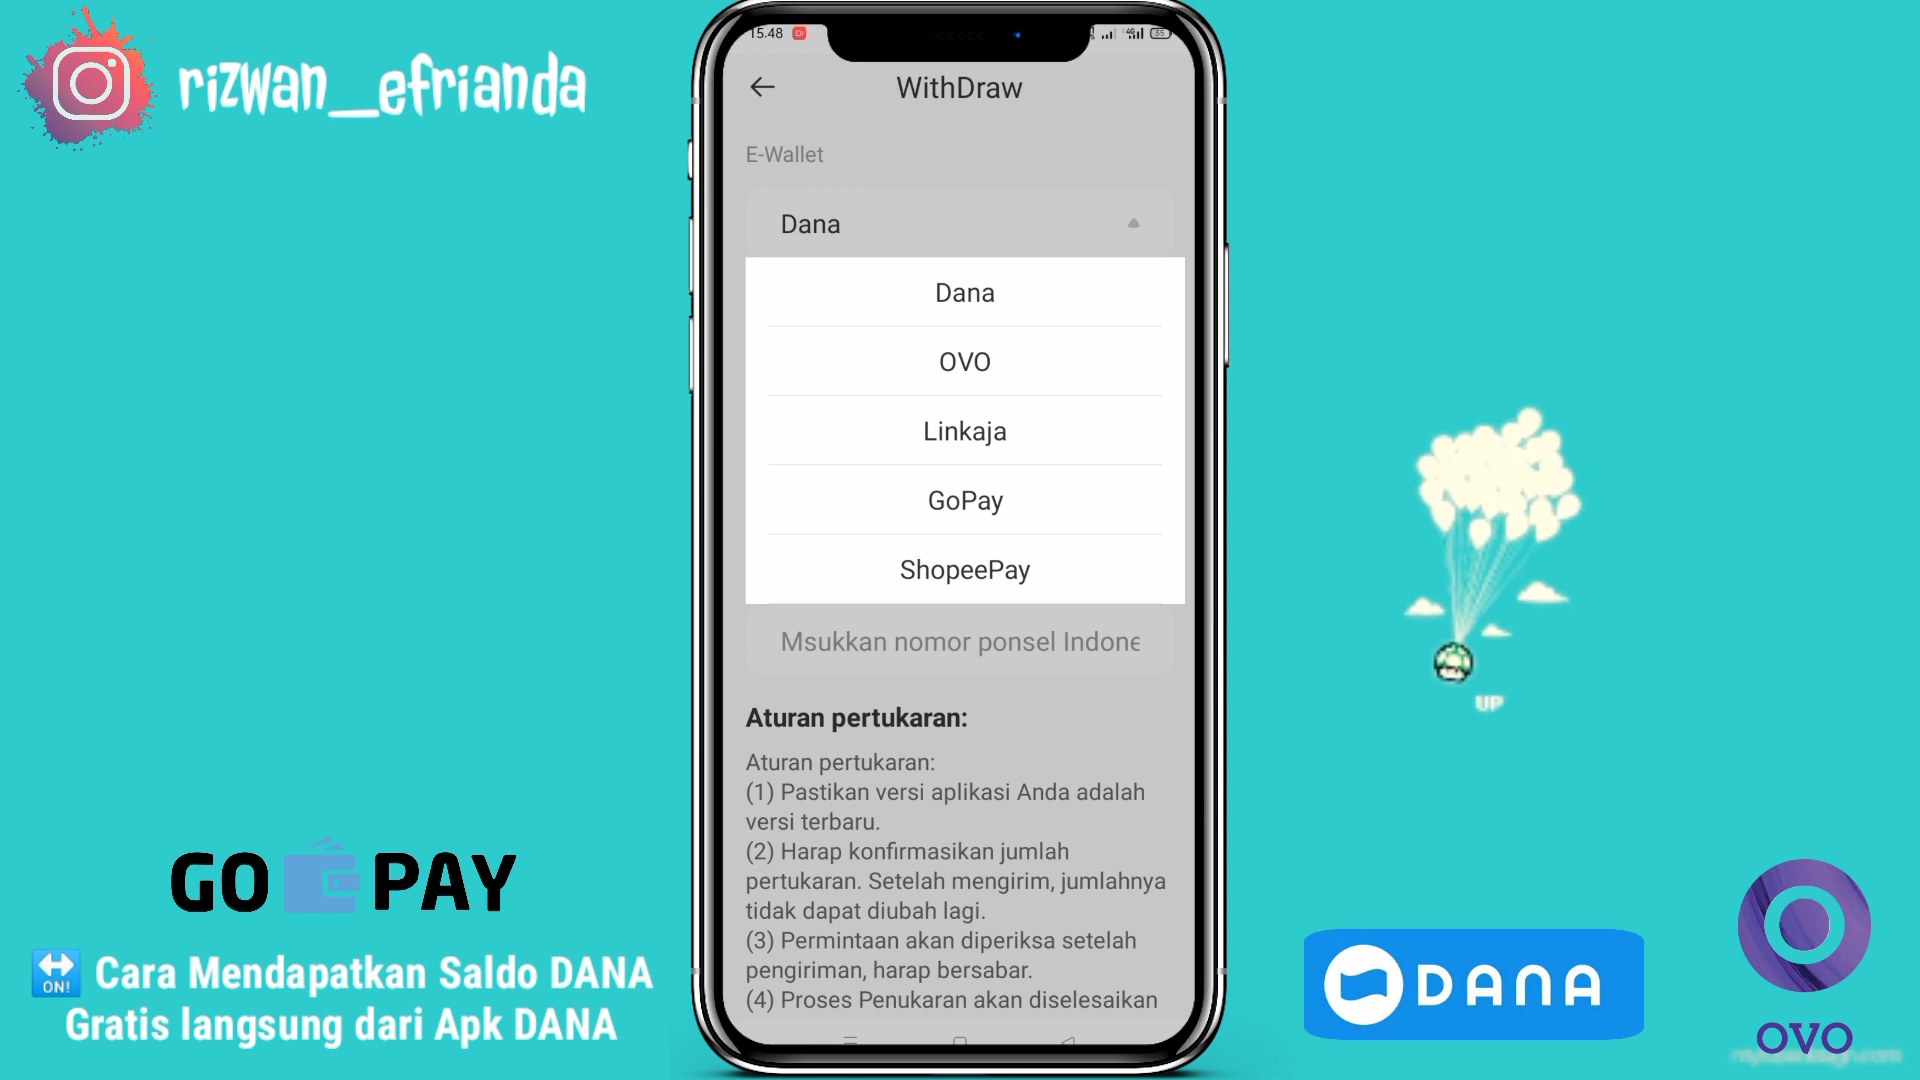 rizwan__efrianda
15.48
35
WithDraw
E-Wallet
Dana
Dana
OVO
Linkaja
GoPay
ShopeePay
Msukkan nomor ponsel Indone
Aturan pertukaran:
Aturan pertukaran:
(1) Pastikan versi aplikasi Anda adalah
versi terbaru.
(2) Harap konfirmasikan jumlah
pertukaran. Setelah mengirim, jumlahnya
tidak dapat diubah lagi.
(3) Permintaan akan diperiksa setelah
pengiriman, harap bersabar.
(4) Proses Penukaran akan diselesaikan
UP
GO PAY
ON! Cara Mendapatkan Saldo DANA
Gratis langsung dari Apk DANA
DANA
OVO